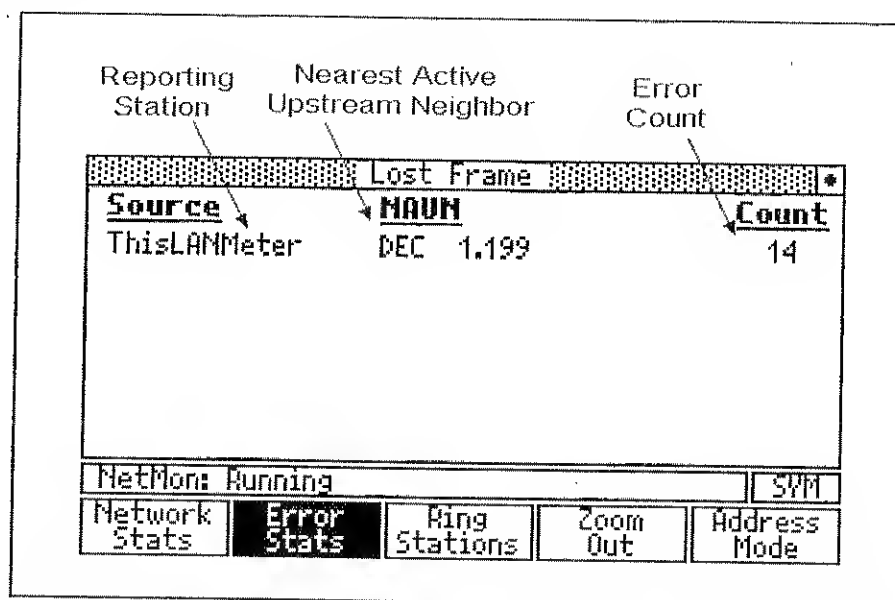 Reporting Station
Nearest Active Upstream Neighbor
Error Count
Lost Frame
Source NAUN Count
ThisLANMeter DEC 1.199 14
NetMon: Running SYM
Network Stats
Error Stats
Ring Stations
Zoom Out
Address Mode